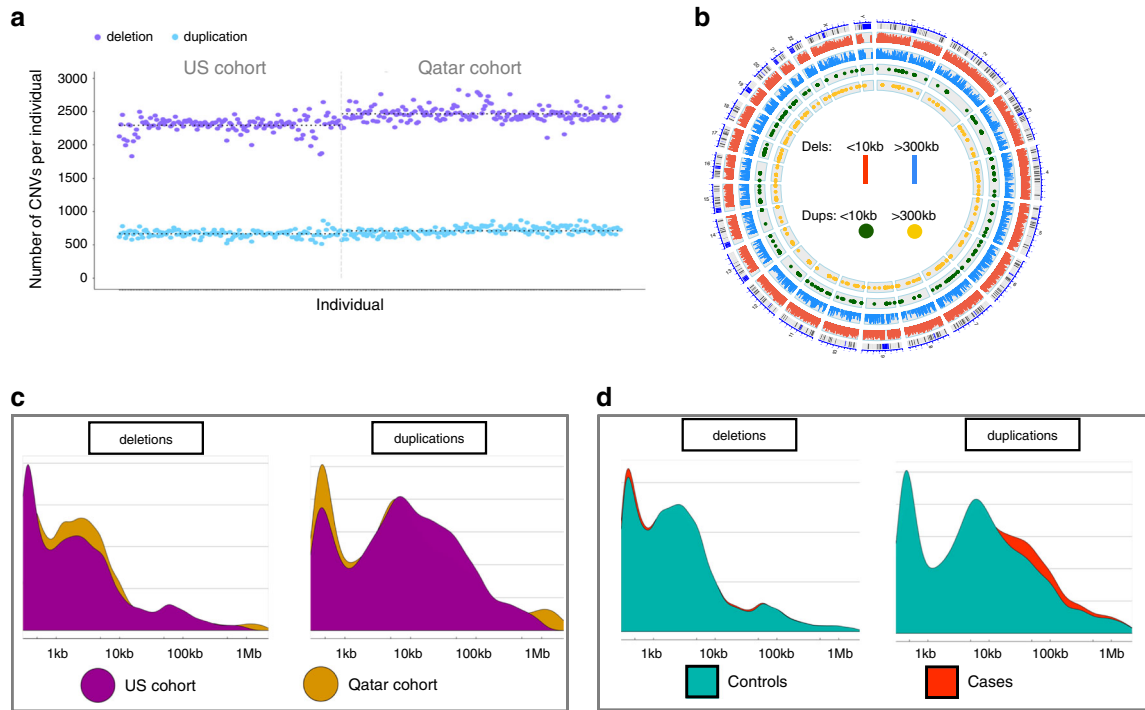 a
deletion duplication
US cohort Qatar cohort
Number of CNVs per individual
3000
2500
2000
1500
1000
500
0
Individual
b
Dels: <10kb >300kb
Dups: <10kb >300kb
c
deletions duplications
1kb 10kb 100kb 1Mb 1kb 10kb 100kb 1Mb
US cohort Qatar cohort
d
deletions duplications
1kb 10kb 100kb 1Mb 1kb 10kb 100kb 1Mb
Controls Cases